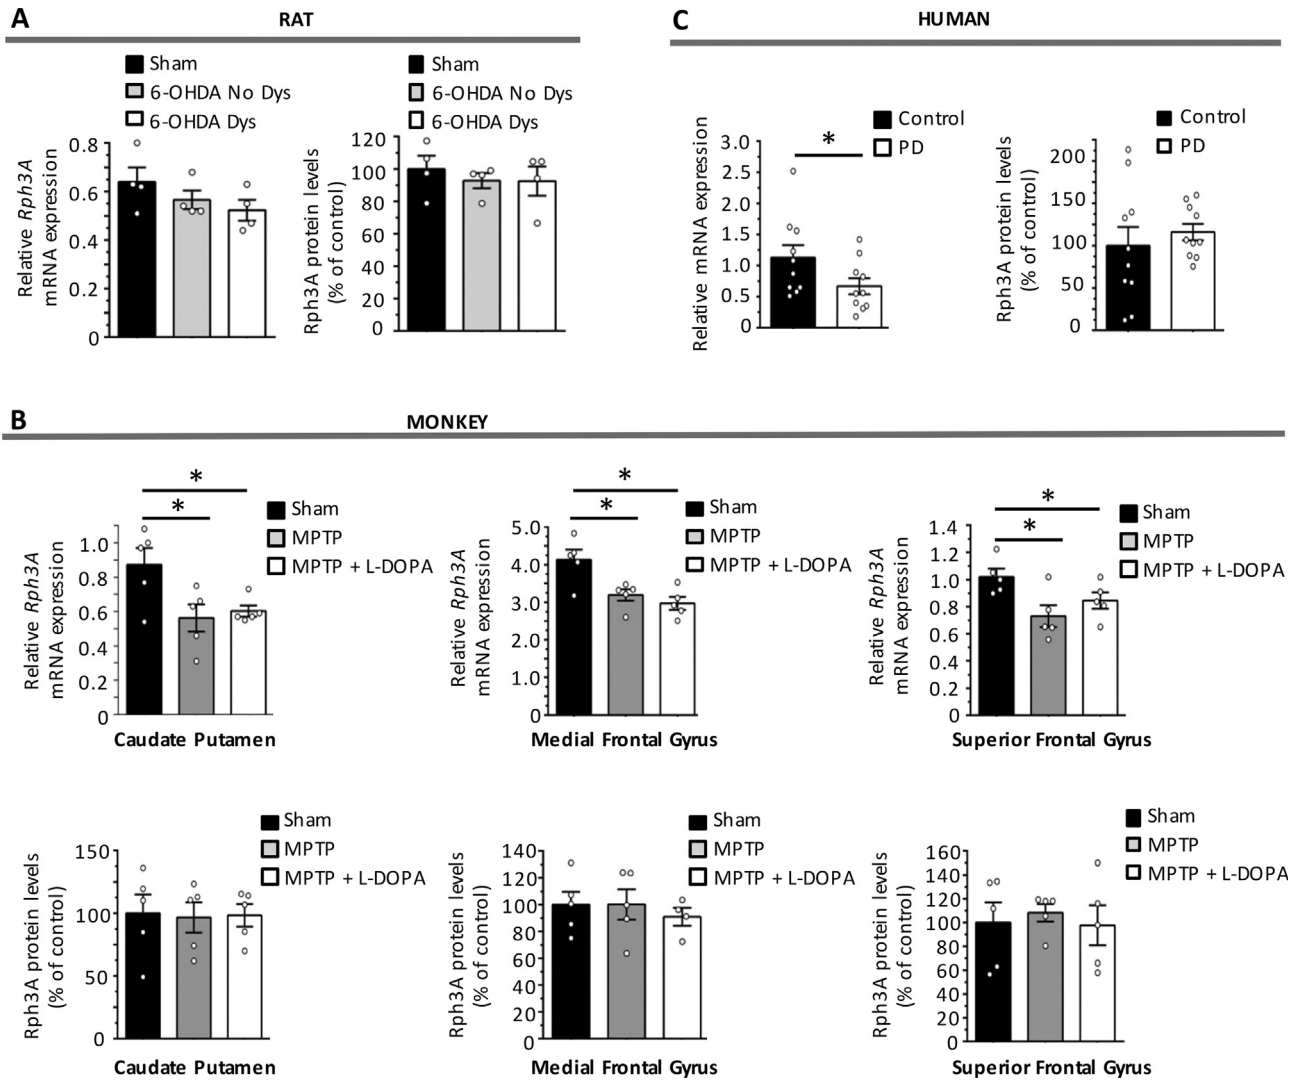 A RAT
Sham
6-OHDA No Dys
6-OHDA Dys
Relative Rph3A
mRNA expression
0.8
0.6
0.4
0.2
0
Sham
6-OHDA No Dys
6-OHDA Dys
Rph3A protein levels
(% of control)
120
100
80
60
40
20
0
C HUMAN
Control
PD
Relative mRNA expression
3.0
2.5
2.0
1.5
1.0
0.5
0
*
Control
PD
Rph3A protein levels
(% of control)
200
150
100
50
0
B MONKEY
*
*
Sham
MPTP
MPTP + L-DOPA
Relative Rph3A
mRNA expression
1.0
0.8
0.6
0.4
0.2
0
Caudate Putamen
*
*
Sham
MPTP
MPTP + L-DOPA
Relative Rph3A
mRNA expression
5.0
4.0
3.0
2.0
1.0
0
Medial Frontal Gyrus
*
*
Sham
MPTP
MPTP + L-DOPA
Relative Rph3A
mRNA expression
1.4
1.2
1.0
0.8
0.6
0.4
0.2
0
Superior Frontal Gyrus
Sham
MPTP
MPTP + L-DOPA
Rph3A protein levels
(% of control)
150
100
50
0
Caudate Putamen
Sham
MPTP
MPTP + L-DOPA
Rph3A protein levels
(% of control)
140
120
100
80
60
40
20
0
Medial Frontal Gyrus
Sham
MPTP
MPTP + L-DOPA
Rph3A protein levels
(% of control)
160
140
120
100
80
60
40
20
0
Superior Frontal Gyrus